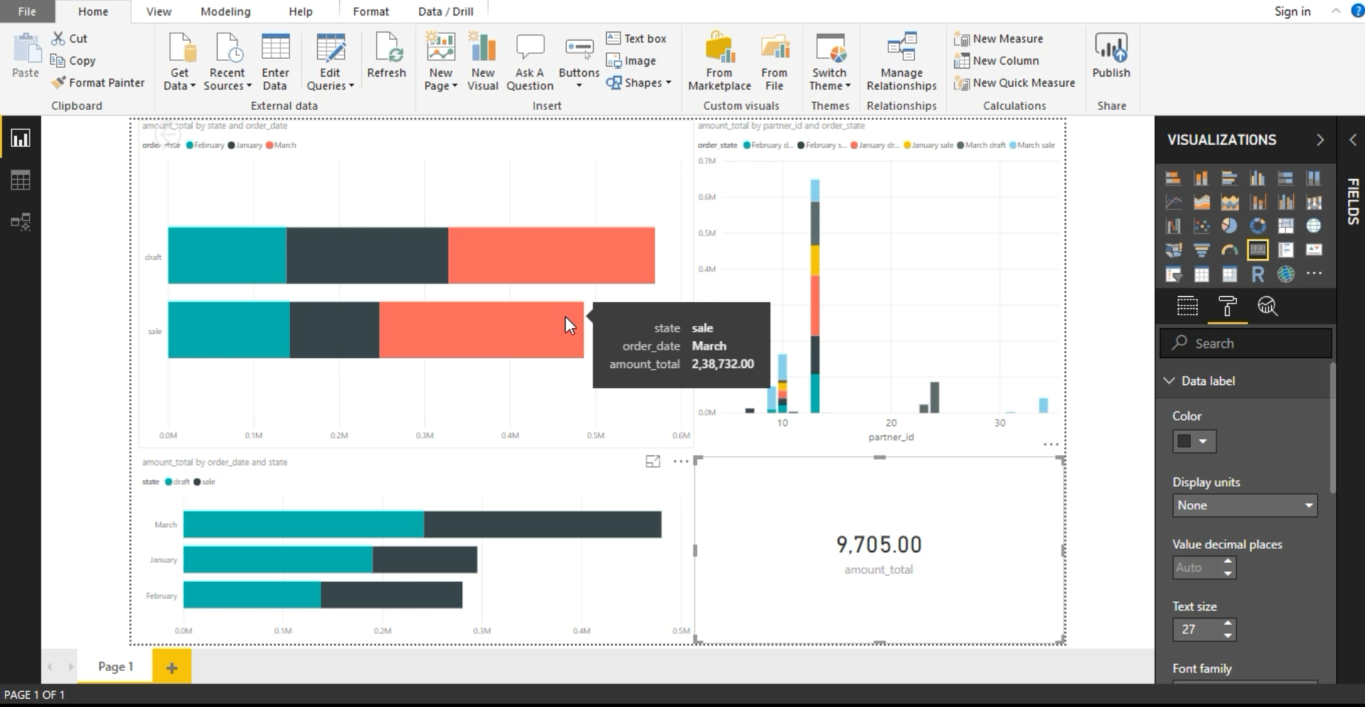 File Home View Modeling Help Format Data / Drill Sign in ?
Paste Cut Copy Format Painter
Clipboard
Get Data Recent Sources Enter Data Edit Queries Refresh
External data
New Page New Visual Ask A Question Buttons Text box Image Shapes
Insert
From Marketplace From File
Custom visuals
Switch Theme
Themes
Manage Relationships
Relationships
New Measure
New Column
New Quick Measure
Calculations
Publish
Share
amount_total by state and order_date
February January March
draft
sale
0.0M 0.1M 0.2M 0.3M 0.4M 0.5M 0.6M
state sale
order_date March
amount_total 2,38,732.00
amount_total by partner_id and order_state
order_state February d... February s... January dr... January sale March draft March sale
0.7M
0.6M
0.5M
0.4M
0.0M
10 20 30
partner_id
amount_total by order_date and state
state draft sale
March
January
February
0.0M 0.1M 0.2M 0.3M 0.4M 0.5M
9,705.00
amount_total
VISUALIZATIONS
R
Search
Data label
Color
Display units
None
Value decimal places
Auto
Text size
27
Font family
FIELDS
Page 1
PAGE 1 OF 1